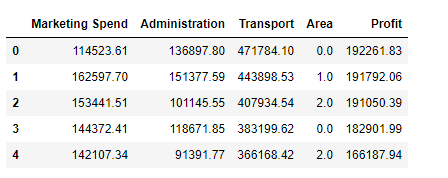 Marketing Spend Administration Transport Area Profit
0 114523.61 136897.80 471784.10 0.0 192261.83
1 162597.70 151377.59 443898.53 1.0 191792.06
2 153441.51 101145.55 407934.54 2.0 191050.39
3 144372.41 118671.85 383199.62 0.0 182901.99
4 142107.34 91391.77 366168.42 2.0 166187.94